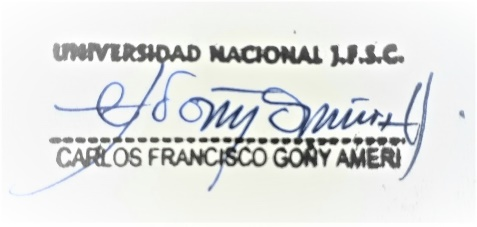 UNIVERSIDAD NACIONAL J.F.S.C.
CARLOS FRANCISCO GOÑY AMERI